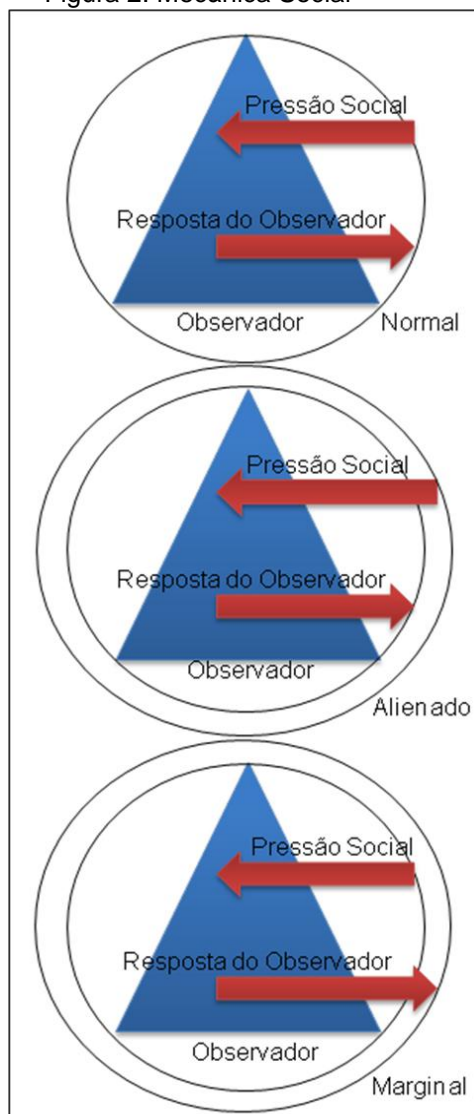 Figura 2: Mecânica Social
Pressão Social
Resposta do Observador
Observador
Normal
Pressão Social
Resposta do Observador
Observador
Alienado
Pressão Social
Resposta do Observador
Observador
Marginal